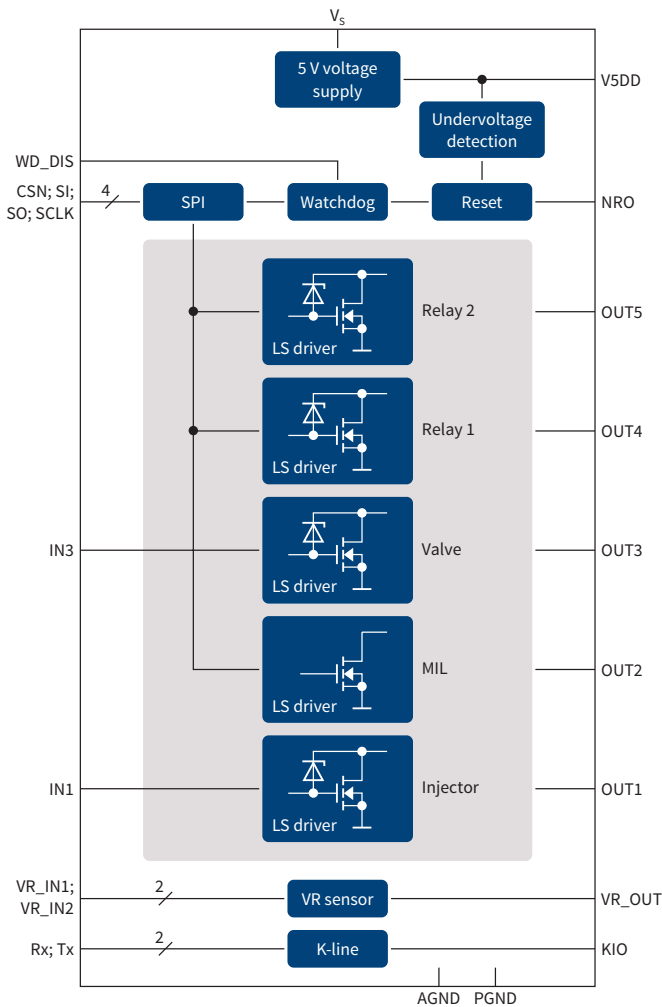 Vs
5 V voltage
supply
V5DD
Undervoltage
detection
WD_DIS
CSN; SI;
SO; SCLK
4
SPI
Watchdog
Reset
NRO
LS driver
Relay 2
OUT5
LS driver
Relay 1
OUT4
IN3
LS driver
Valve
OUT3
LS driver
MIL
OUT2
IN1
LS driver
Injector
OUT1
VR_IN1;
VR_IN2
2
VR sensor
VR_OUT
Rx; Tx
2
K-line
KIO
AGND
PGND